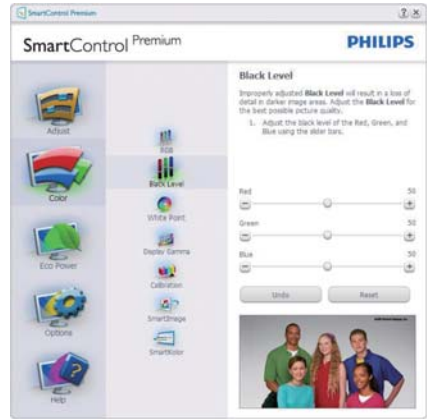 SmartControl Premium
SmartControl Premium
PHILIPS
Adjust
Color
Eco Power
Options
Help
RGB
Black Level
White Point
Display Gamma
Calibration
SmartImage
SmartKolor
Black Level
Improperly adjusted Black Level will result in a loss of
detail in darker image areas. Adjust the Black Level for
the best possible picture quality.
1. Adjust the black level of the Red, Green, and
Blue using the slider bars.
Red 50
Green 50
Blue 50
Undo Reset